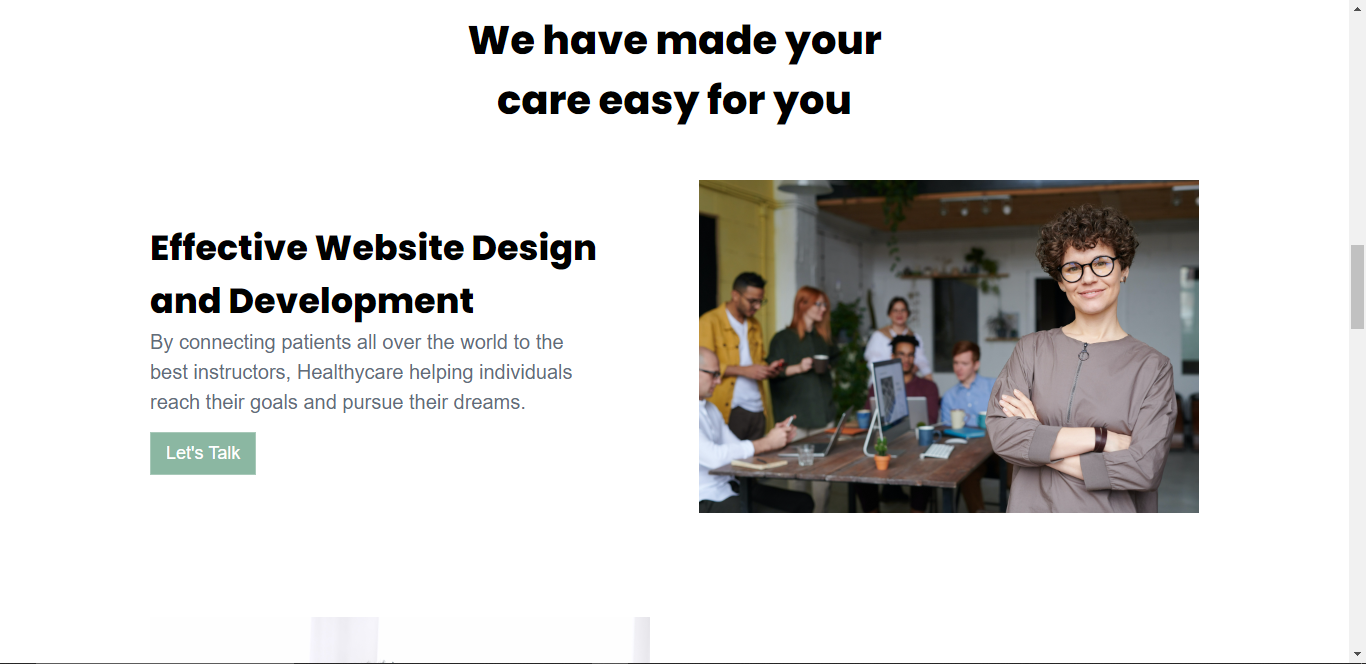 We have made your
care easy for you
Effective Website Design
and Development
By connecting patients all over the world to the
best instructors, Healthycare helping individuals
reach their goals and pursue their dreams.
Let's Talk